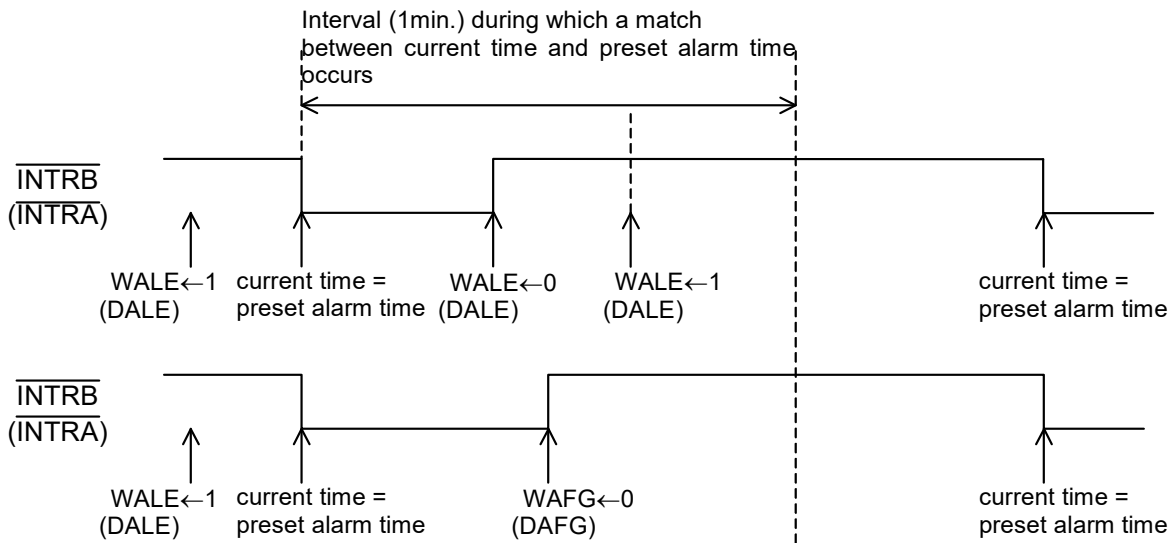 Interval (1min.) during which a match
between current time and preset alarm time
occurs
INTRB
(INTRA)
WALE←1
(DALE)
current time =
preset alarm time
WALE←0
(DALE)
WALE←1
(DALE)
current time =
preset alarm time
INTRB
(INTRA)
WALE←1
(DALE)
current time =
preset alarm time
WAFG←0
(DAFG)
current time =
preset alarm time